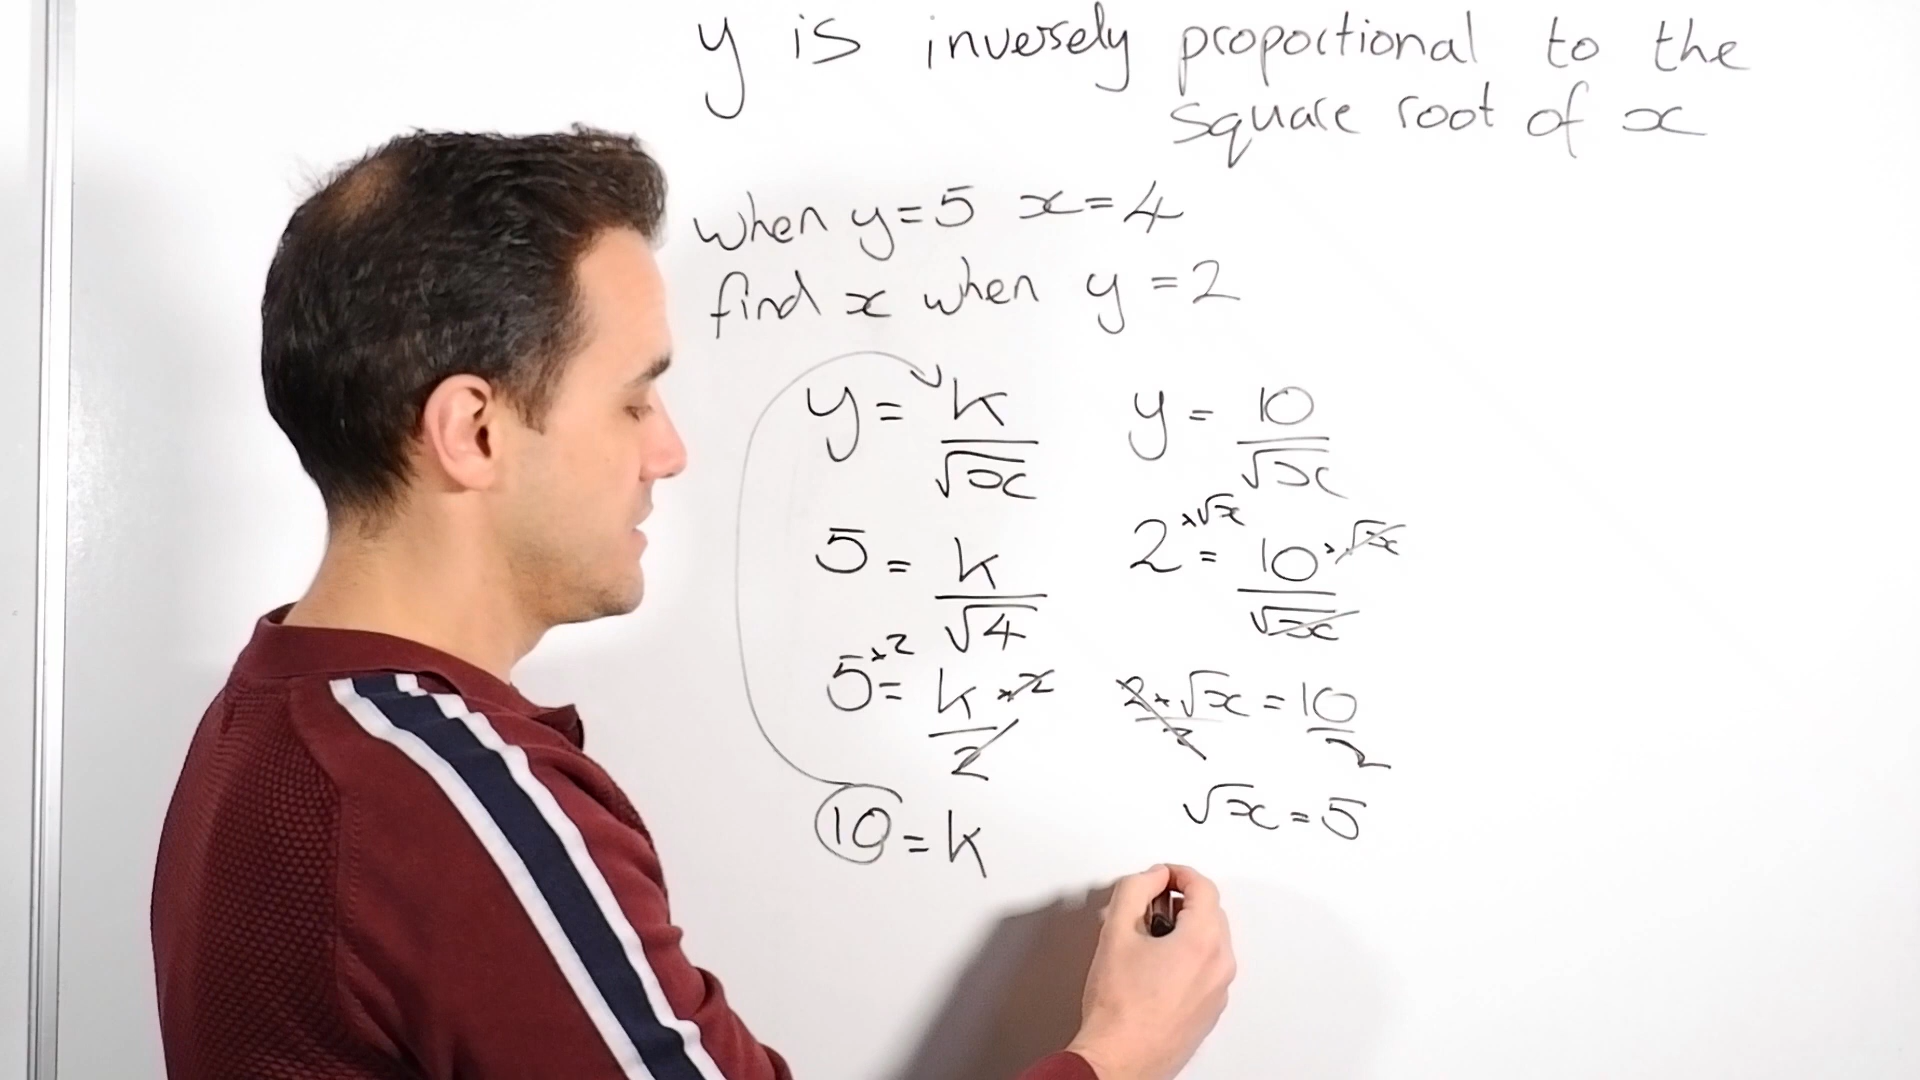 y is inversely proportional to the
square root of x
when y=5 x=4
find x when y=2
y = k/√x
5 = k/√4
5×2 = k×2/2
10 = k
y = 10/√x
2×√x = 10×√x/√x
2×√x/2 = 10/2
√x = 5